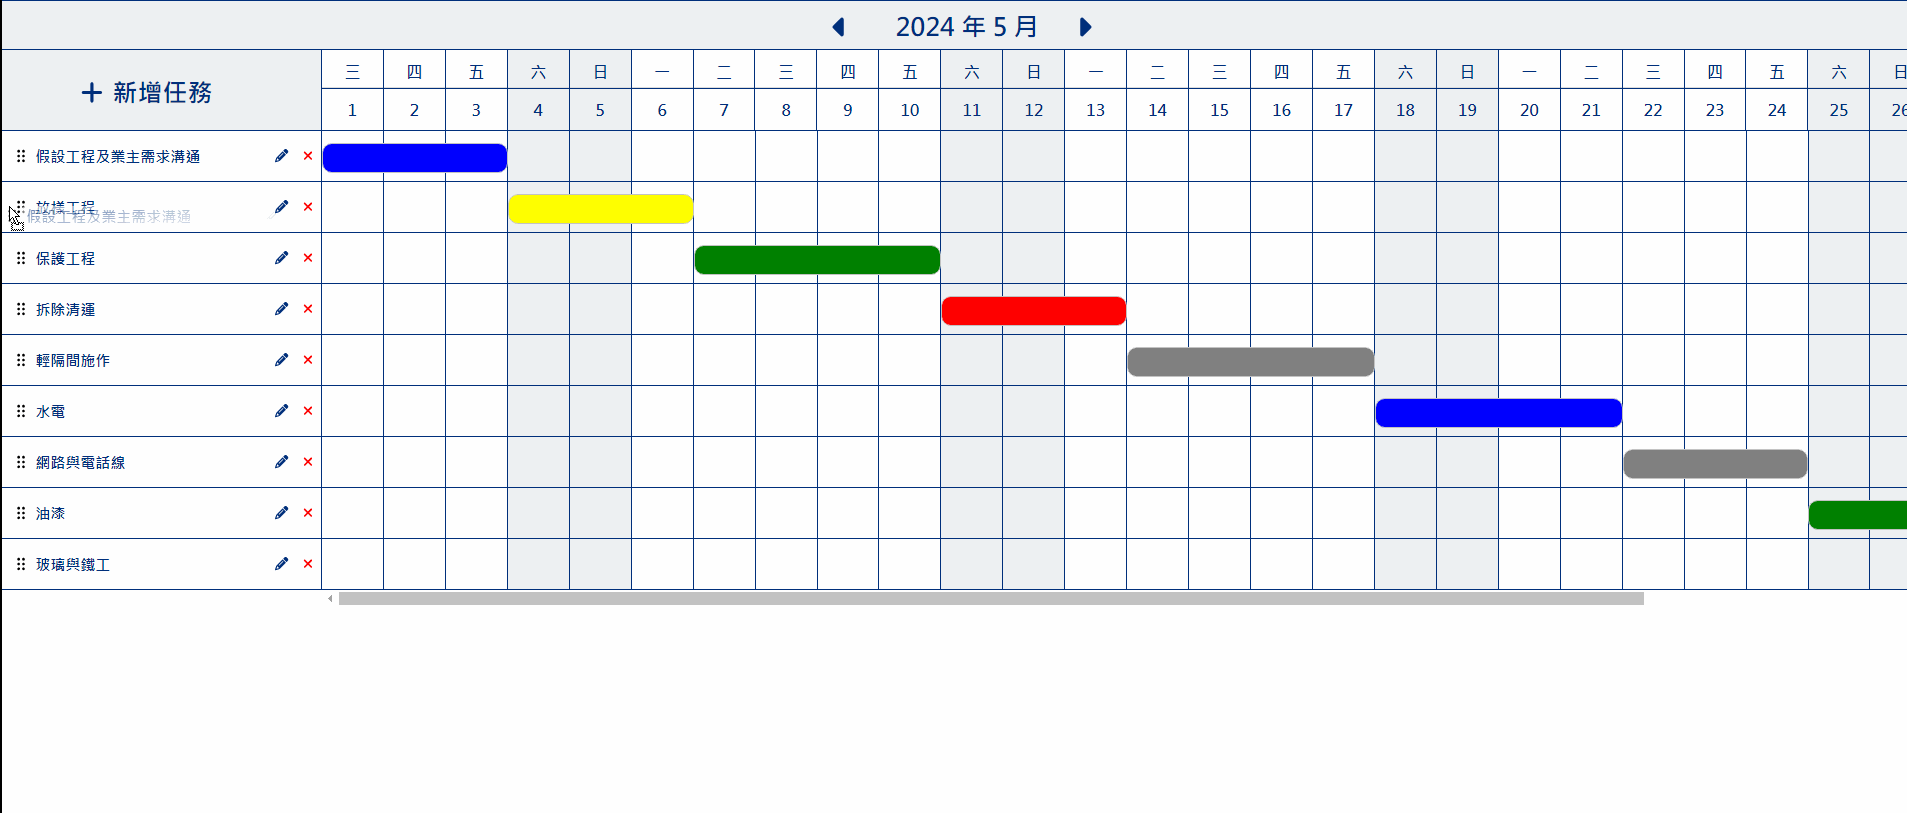 2024 年 5 月
新增任務
三 四 五 六 日 一 二 三 四 五 六 日 一 二 三 四 五 六 日 一 二 三 四 五 六 日
1 2 3 4 5 6 7 8 9 10 11 12 13 14 15 16 17 18 19 20 21 22 23 24 25 26
假設工程及業主需求溝通
放樣工程
假設工程及業主需求溝通
保護工程
拆除清運
輕隔間施作
水電
網路與電話線
油漆
玻璃與鐵工